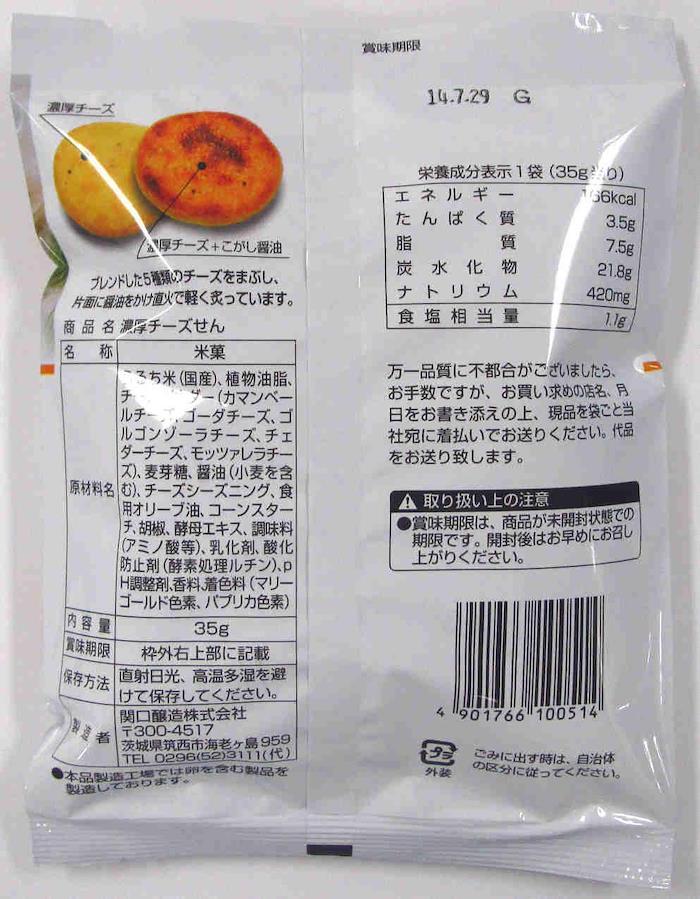 賞味期限
14.7.29 G
濃厚チーズ
濃厚チーズ+こがし醤油
ブレンドした5種類のチーズをまぶし、
片面に醤油をかけ直火で軽く炙っています。
商品名 濃厚チーズせん
名称 米菓
原材料名
うるち米(国産)、植物油脂、
(カマンベー
ルチーズ、ゴーダチーズ、ゴ
ルゴンゾーラチーズ、チェ
ダーチーズ、モッツァレラチー
ズ)、麦芽糖、醤油(小麦を含
む)、チーズシーズニング、食
用オリーブ油、コーンスター
チ、胡椒、酵母エキス、調味料
(アミノ酸等)、乳化剤、酸化
防止剤(酵素処理ルチン)、p
H調整剤、香料、着色料(マリー
ゴールド色素、パプリカ色素)
内容量 35g
賞味期限 枠外右上部に記載
保存方法 直射日光、高温多湿を避
けて保存してください。
製造者 関口醸造株式会社
〒300-4517
茨城県筑西市海老ヶ島959
TEL 0296(52)3111(代)
●本品製造工場では卵を含む製品を
製造しております。
栄養成分表示1袋(35g当り)
エネルギー 166kcal
たんぱく質 3.5g
脂質 7.5g
炭水化物 21.8g
ナトリウム 420mg
食塩相当量 1.1g
万一品質に不都合がございましたら、
お手数ですが、お買い求めの店名、月
日をお書き添えの上、現品を袋ごと当
社宛に着払いでお送りください。代品
をお送り致します。
取り扱い上の注意
●賞味期限は、商品が未開封状態での
期限です。開封後はお早めにお召し
上がりください。
4 901766 100514
プラ
外装
ごみに出す時は、自治体
の区分に従ってください。